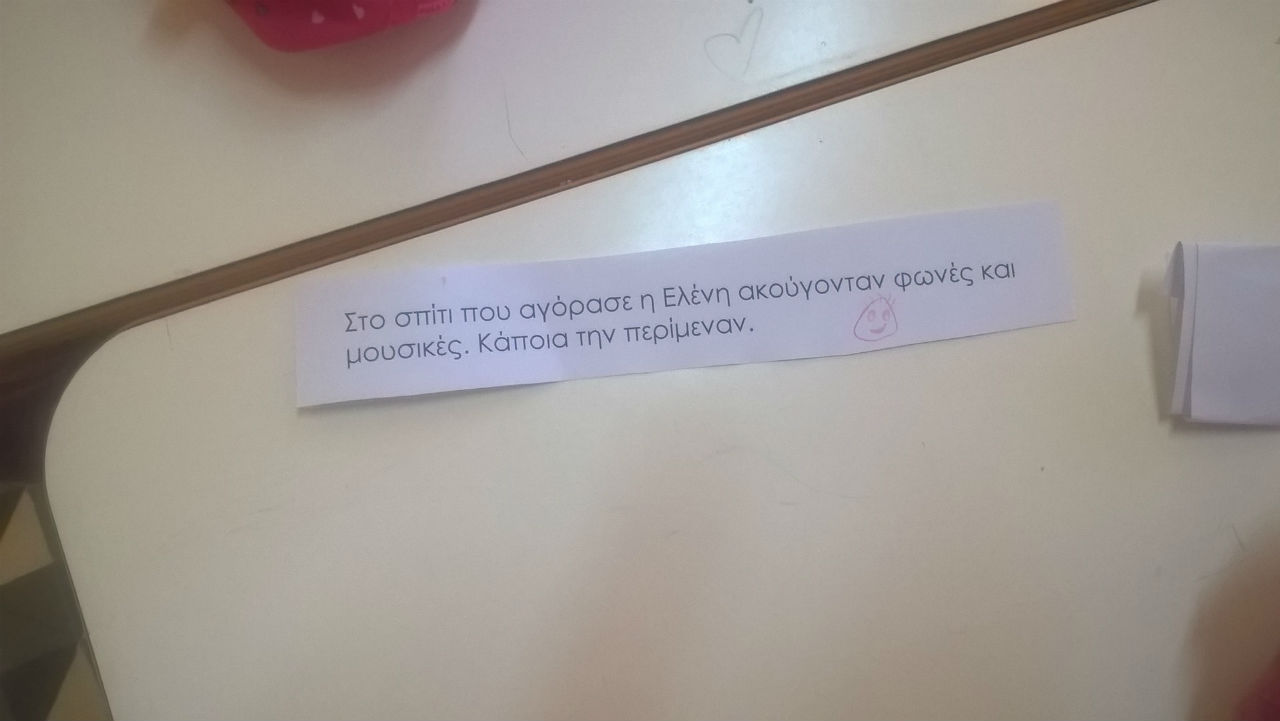 Στο σπίτι που αγόρασε η Ελένη ακούγονταν φωνές και
μουσικές. Κάποια την περίμεναν.